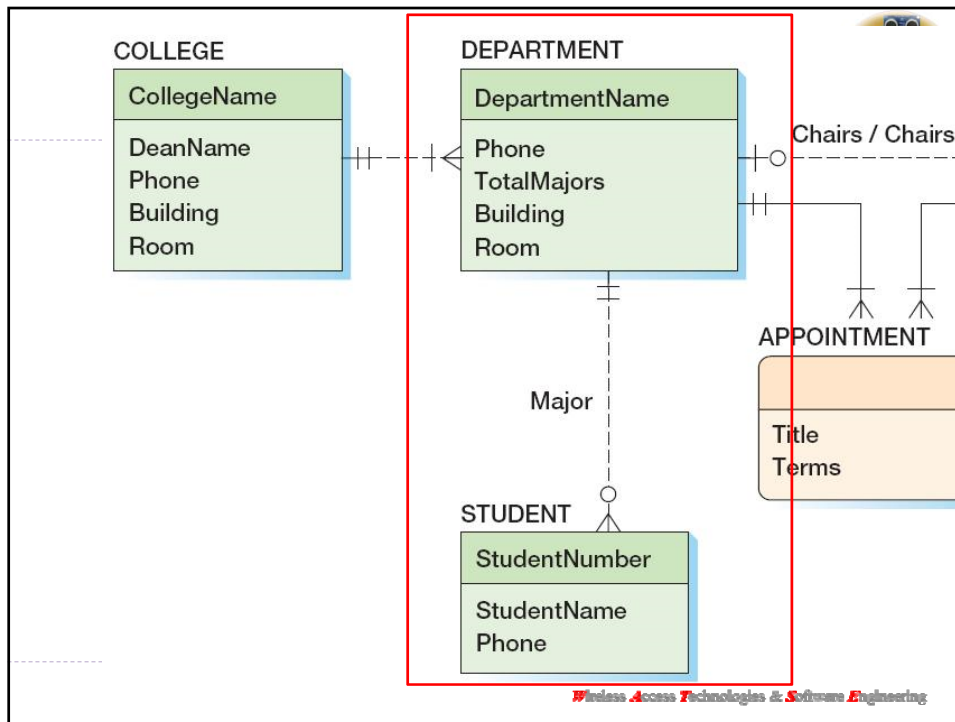 COLLEGE
CollegeName
DeanName
Phone
Building
Room
DEPARTMENT
DepartmentName
Phone
TotalMajors
Building
Room
Chairs / Chairs
APPOINTMENT
Title
Terms
Major
STUDENT
StudentNumber
StudentName
Phone
Wireless Access Technologies & Software Engineering